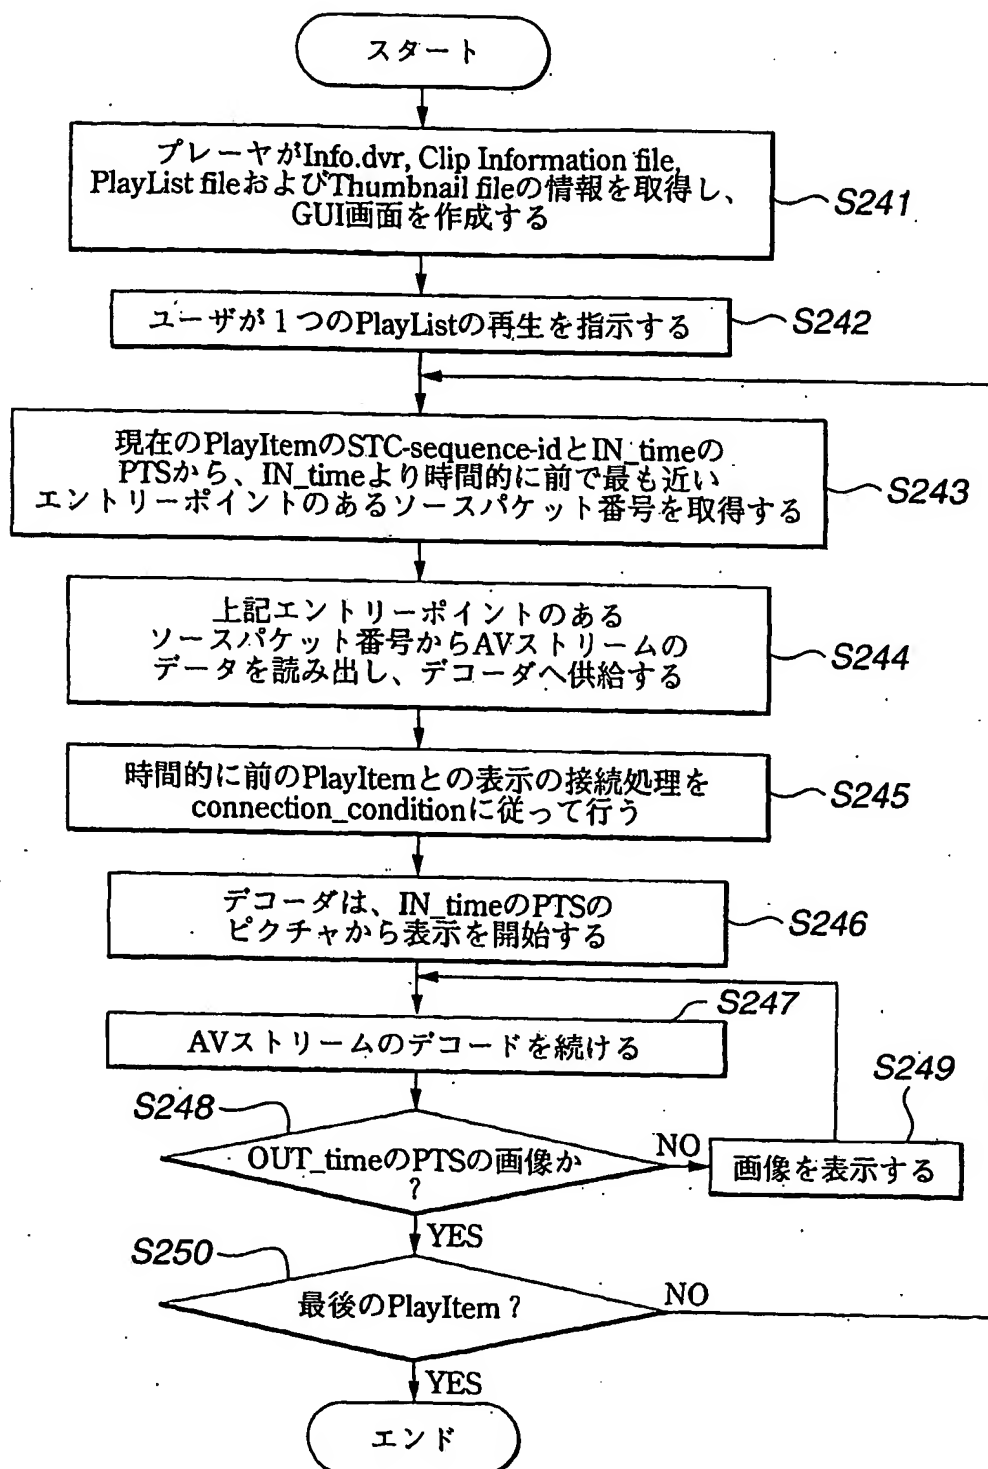 スタート
プレーヤがInfo.dvr, Clip Information file,
PlayList fileおよびThumbnail fileの情報を取得し、
GUI画面を作成する
S241
ユーザが1つのPlayListの再生を指示する
S242
現在のPlayItemのSTC-sequence-idとIN_timeの
PTSから、IN_timeより時間的に前で最も近い
エントリーポイントのあるソースパケット番号を取得する
S243
上記エントリーポイントのある
ソースパケット番号からAVストリームの
データを読み出し、デコーダへ供給する
S244
時間的に前のPlayItemとの表示の接続処理を
connection_conditionに従って行う
S245
デコーダは、IN_timeのPTSの
ピクチャから表示を開始する
S246
S247
AVストリームのデコードを続ける
S248
OUT_timeのPTSの画像か
?
NO
S249
画像を表示する
YES
S250
最後のPlayItem?
NO
YES
エンド